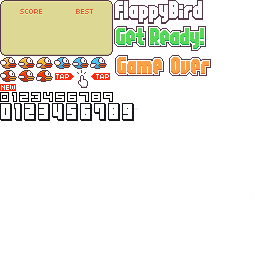 SCORE BEST
FlappyBird
Get Ready!
Game Over
TAP TAP
NEW
0123456789
0123456789